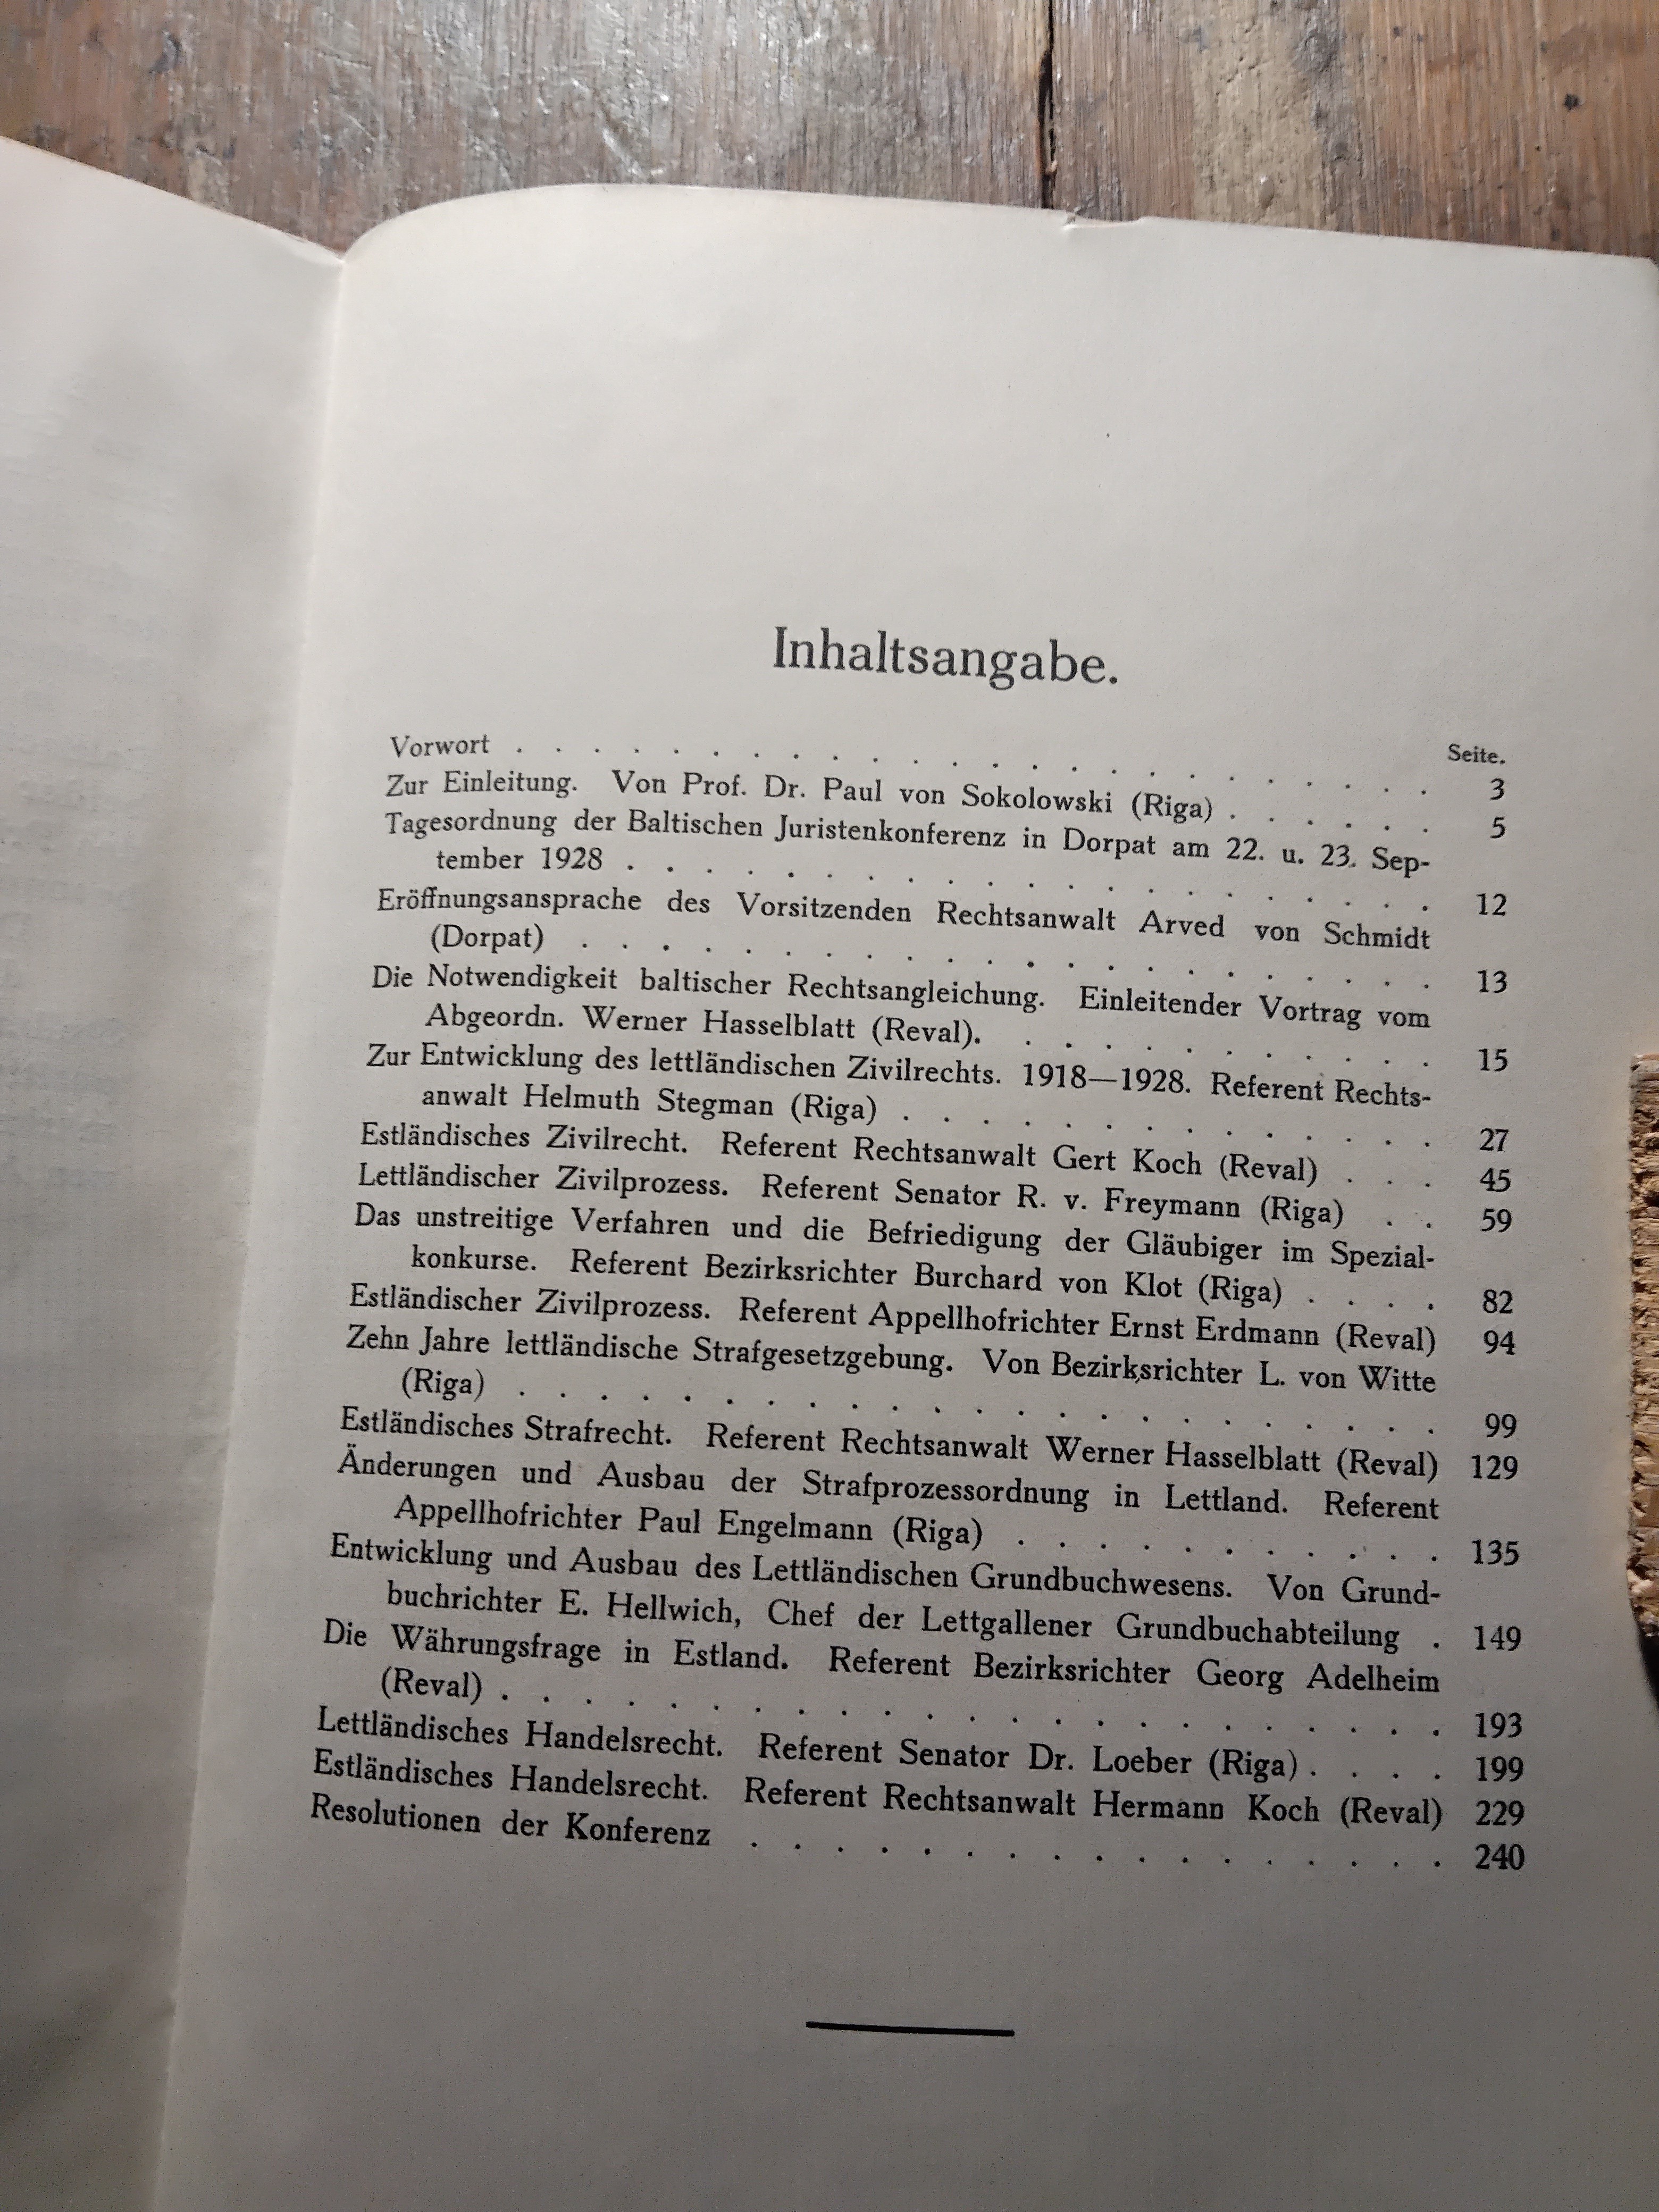 Inhaltsangabe.
Seite.
Vorwort . . . . . . . . . . . . . . . . . . . . . . . . 3
Zur Einleitung. Von Prof. Dr. Paul von Sokolowski (Riga) . . . . . . 5
Tagesordnung der Baltischen Juristenkonferenz in Dorpat am 22. u. 23. Sep-
tember 1928 . . . . . . . . . . . . . . . . . . . . . 12
Eröffnungsansprache des Vorsitzenden Rechtsanwalt Arved von Schmidt
(Dorpat) . . . . . . . . . . . . . . . . . . . . . . 13
Die Notwendigkeit baltischer Rechtsangleichung. Einleitender Vortrag vom
Abgeordn. Werner Hasselblatt (Reval). . . . . . . . . . . . 15
Zur Entwicklung des lettländischen Zivilrechts. 1918—1928. Referent Rechts-
anwalt Helmuth Stegman (Riga) . . . . . . . . . . . . . . 27
Estländisches Zivilrecht. Referent Rechtsanwalt Gert Koch (Reval) . . . 45
Lettländischer Zivilprozess. Referent Senator R. v. Freymann (Riga) . . 59
Das unstreitige Verfahren und die Befriedigung der Gläubiger im Spezial-
konkurse. Referent Bezirksrichter Burchard von Klot (Riga) . . . . 82
Estländischer Zivilprozess. Referent Appellhofrichter Ernst Erdmann (Reval) 94
Zehn Jahre lettländische Strafgesetzgebung. Von Bezirksrichter L. von Witte
(Riga) . . . . . . . . . . . . . . . . . . . . . . . 99
Estländisches Strafrecht. Referent Rechtsanwalt Werner Hasselblatt (Reval) 129
Änderungen und Ausbau der Strafprozessordnung in Lettland. Referent
Appellhofrichter Paul Engelmann (Riga) . . . . . . . . . . . 135
Entwicklung und Ausbau des Lettländischen Grundbuchwesens. Von Grund-
buchrichter E. Hellwich, Chef der Lettgallener Grundbuchabteilung . 149
Die Währungsfrage in Estland. Referent Bezirksrichter Georg Adelheim
(Reval) . . . . . . . . . . . . . . . . . . . . . . . 193
Lettländisches Handelsrecht. Referent Senator Dr. Loeber (Riga) . . . . 199
Estländisches Handelsrecht. Referent Rechtsanwalt Hermann Koch (Reval) 229
Resolutionen der Konferenz . . . . . . . . . . . . . . . . . 240